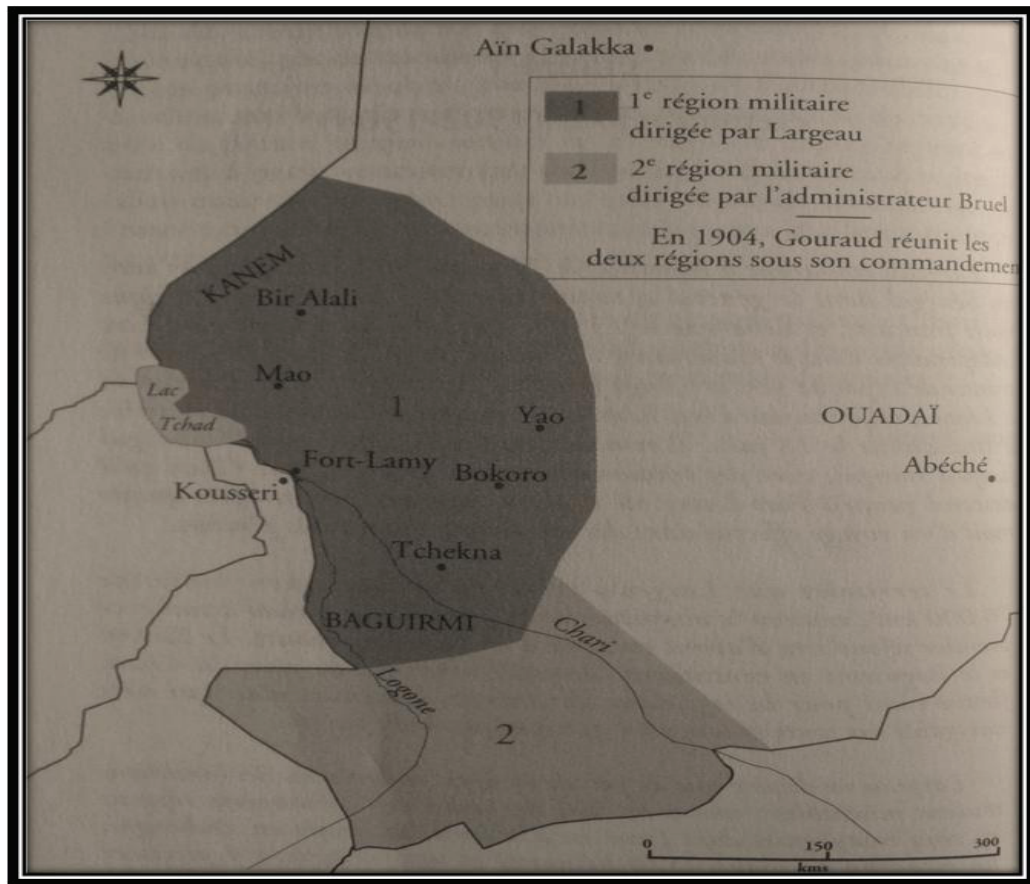 Aïn Galakka
1 1e région militaire
dirigée par Largeau
2 2e région militaire
dirigée par l'administrateur Bruel
En 1904, Gouraud réunit les
deux régions sous son commandemen
KANEM
Bir Alali
Mao
Lac
Tchad
1
Yao
OUADAÏ
Fort-Lamy
Bokoro
Abéché
Kousseri
Tchekna
BAGUIRMI
Chari
Logone
2
0 150 300
kms